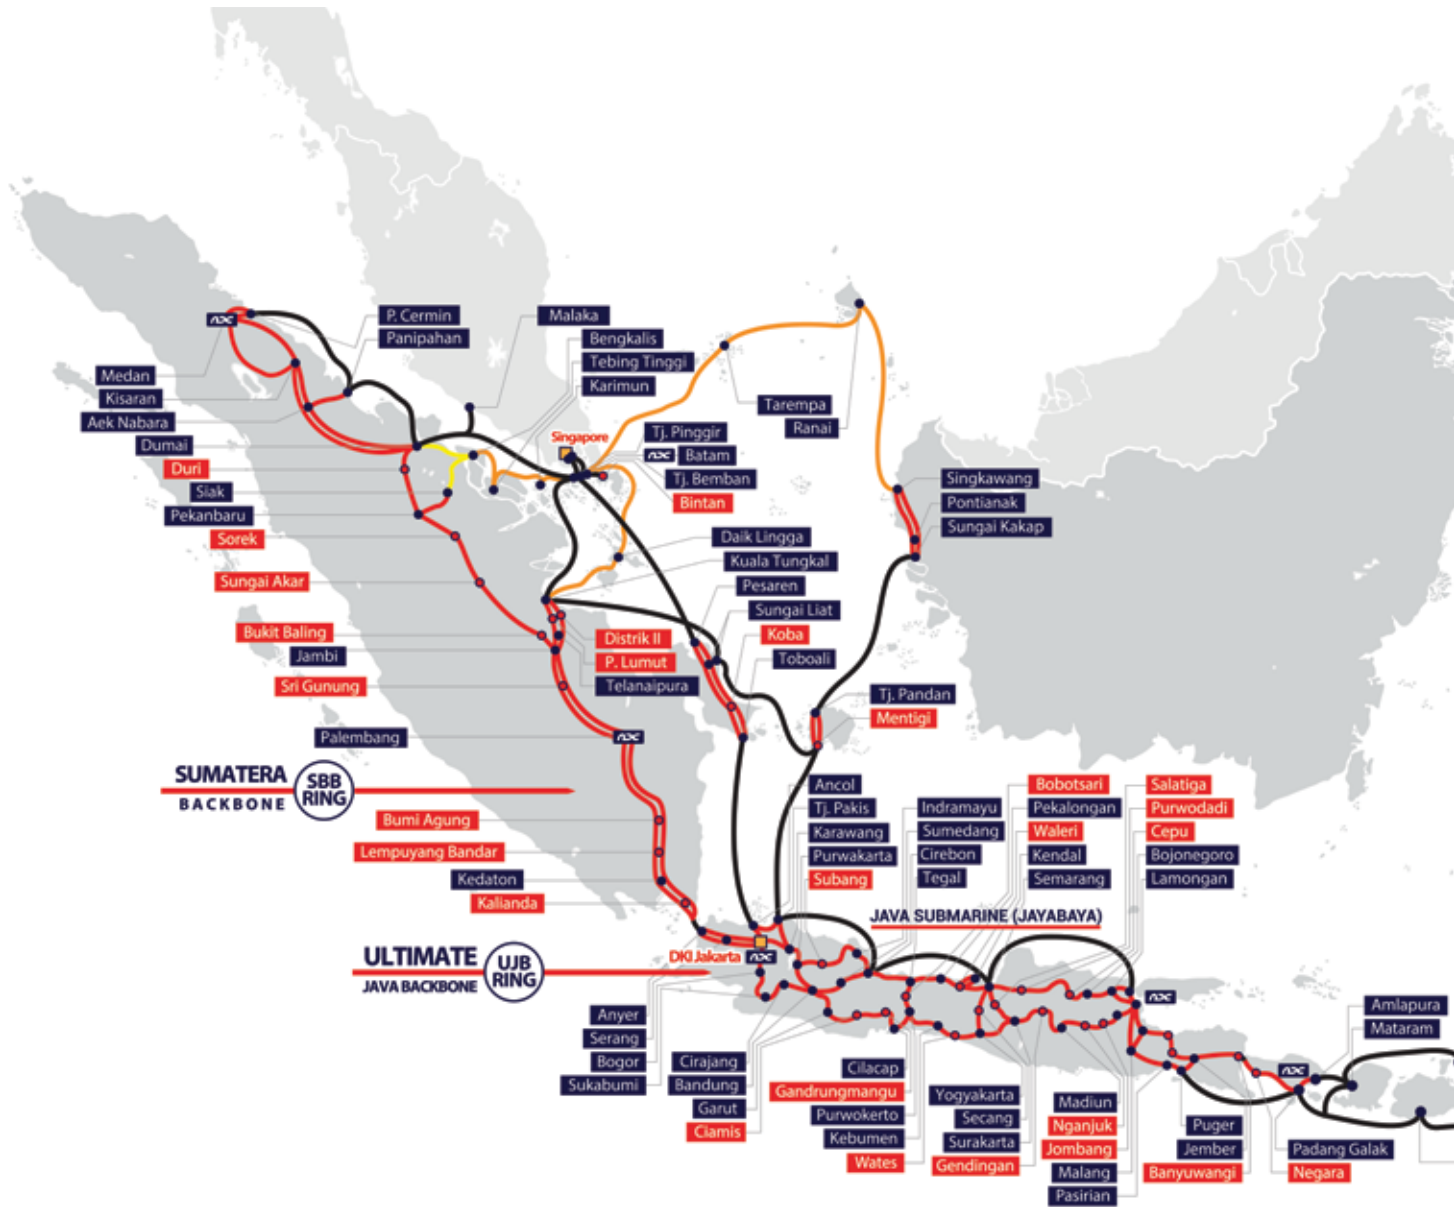 P. Cermin
Panipahan
Malaka
Bengkalis
Tebing Tinggi
Karimun
NDC
Medan
Kisaran
Aek Nabara
Dumai
Duri
Siak
Pekanbaru
Sorek
Sungai Akar
Bukit Baling
Jambi
Sri Gunung
Palembang
Singapore
Tj. Pinggir
NDC
Batam
Tj. Bemban
Bintan
Tarempa
Ranai
Singkawang
Pontianak
Sungai Kakap
Daik Lingga
Kuala Tungkal
Pesaren
Sungai Liat
Koba
Toboali
Distrik II
P. Lumut
Telanaipura
Tj. Pandan
Mentigi
NDC
SUMATERA
BACKBONE
SBB
RING
Bumi Agung
Lempuyang Bandar
Kedaton
Kalianda
Ancol
Tj. Pakis
Karawang
Purwakarta
Subang
Indramayu
Sumedang
Cirebon
Tegal
Bobotsari
Pekalongan
Waleri
Kendal
Semarang
Salatiga
Purwodadi
Cepu
Bojonegoro
Lamongan
JAVA SUBMARINE (JAYABAYA)
ULTIMATE
JAVA BACKBONE
UJB
RING
DKI Jakarta
NDC
NDC
NDC
Anyer
Serang
Bogor
Sukabumi
Cirajang
Bandung
Garut
Ciamis
Cilacap
Gandrungmangu
Purwokerto
Kebumen
Wates
Yogyakarta
Secang
Surakarta
Gendingan
Madiun
Nganjuk
Jombang
Malang
Pasirian
Puger
Jember
Banyuwangi
Padang Galak
Negara
Amlapura
Mataram